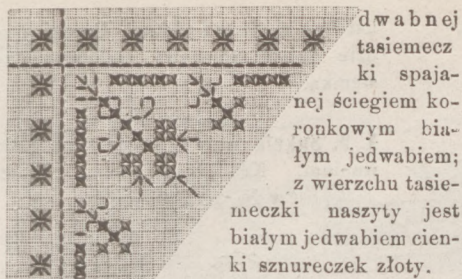 dwabnej
tasiemecz
ki spaja-
nej ściegiem ko-
ronkowym bia-
łym jedwabiem;
z wierzchu tasie-
meczki naszyty jest
białym jedwabiem cien-
ki sznureczek złoty.